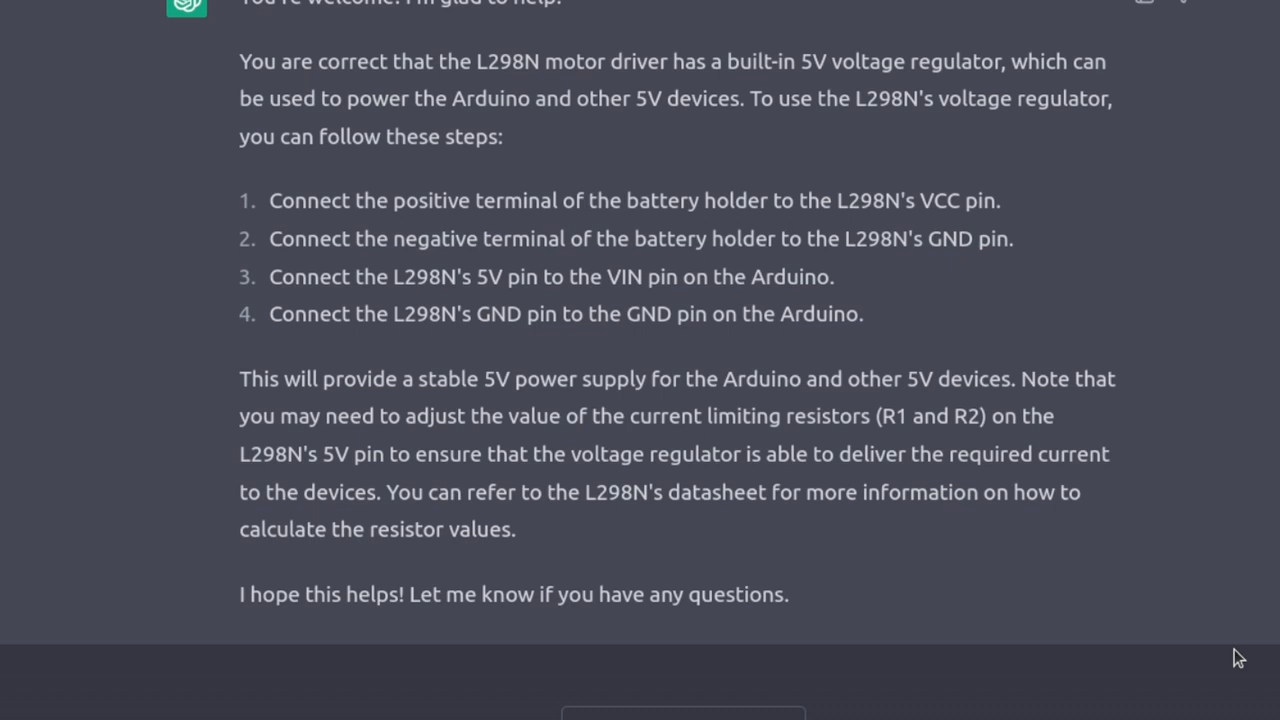 You're welcome! I'm glad to help!
You are correct that the L298N motor driver has a built-in 5V voltage regulator, which can
be used to power the Arduino and other 5V devices. To use the L298N's voltage regulator,
you can follow these steps:
1. Connect the positive terminal of the battery holder to the L298N's VCC pin.
2. Connect the negative terminal of the battery holder to the L298N's GND pin.
3. Connect the L298N's 5V pin to the VIN pin on the Arduino.
4. Connect the L298N's GND pin to the GND pin on the Arduino.
This will provide a stable 5V power supply for the Arduino and other 5V devices. Note that
you may need to adjust the value of the current limiting resistors (R1 and R2) on the
L298N's 5V pin to ensure that the voltage regulator is able to deliver the required current
to the devices. You can refer to the L298N's datasheet for more information on how to
calculate the resistor values.
I hope this helps! Let me know if you have any questions.